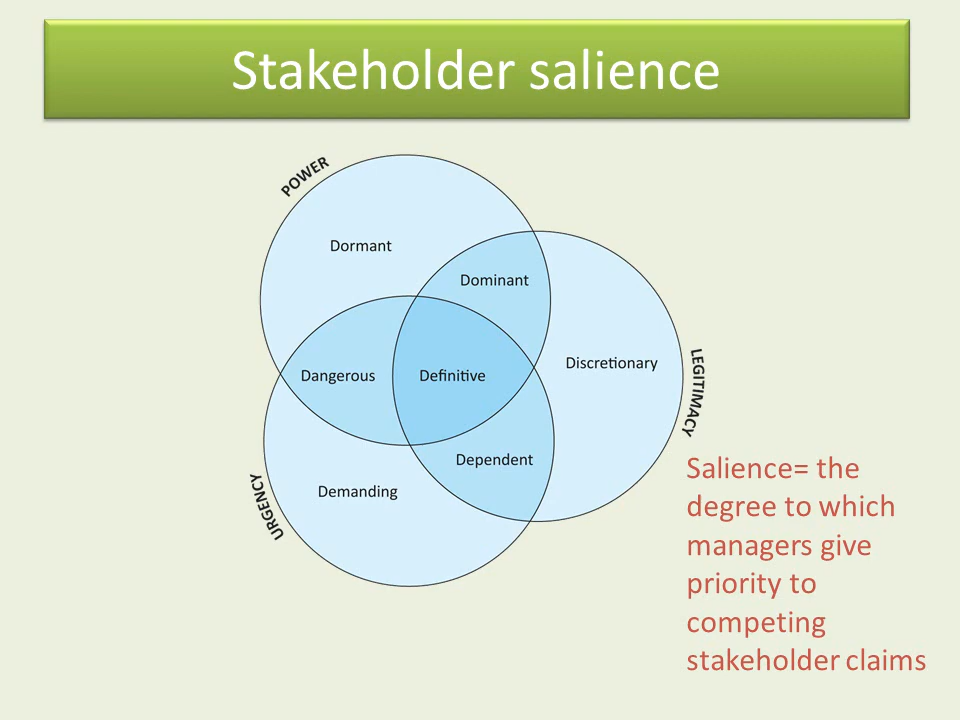 Stakeholder salience
POWER
Dormant
Dominant
Discretionary
LEGITIMACY
Dangerous
Definitive
Dependent
Demanding
URGENCY
Salience= the
degree to which
managers give
priority to
competing
stakeholder claims